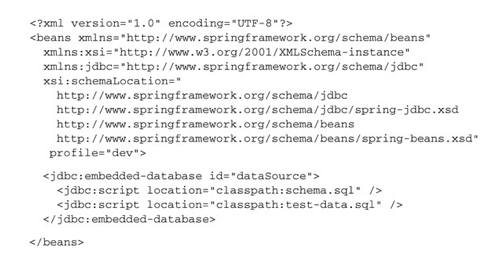 <?xml version="1.0" encoding="UTF-8"?>
<beans xmlns="http://www.springframework.org/schema/beans"
xmlns:xsi="http://www.w3.org/2001/XMLSchema-instance"
xmlns:jdbc="http://www.springframework.org/schema/jdbc"
xsi:schemaLocation="
http://www.springframework.org/schema/jdbc
http://www.springframework.org/schema/jdbc/spring-jdbc.xsd
http://www.springframework.org/schema/beans
http://www.springframework.org/schema/beans/spring-beans.xsd"
profile="dev">
<jdbc:embedded-database id="dataSource">
<jdbc:script location="classpath:schema.sql" />
<jdbc:script location="classpath:test-data.sql" />
</jdbc:embedded-database>
</beans>